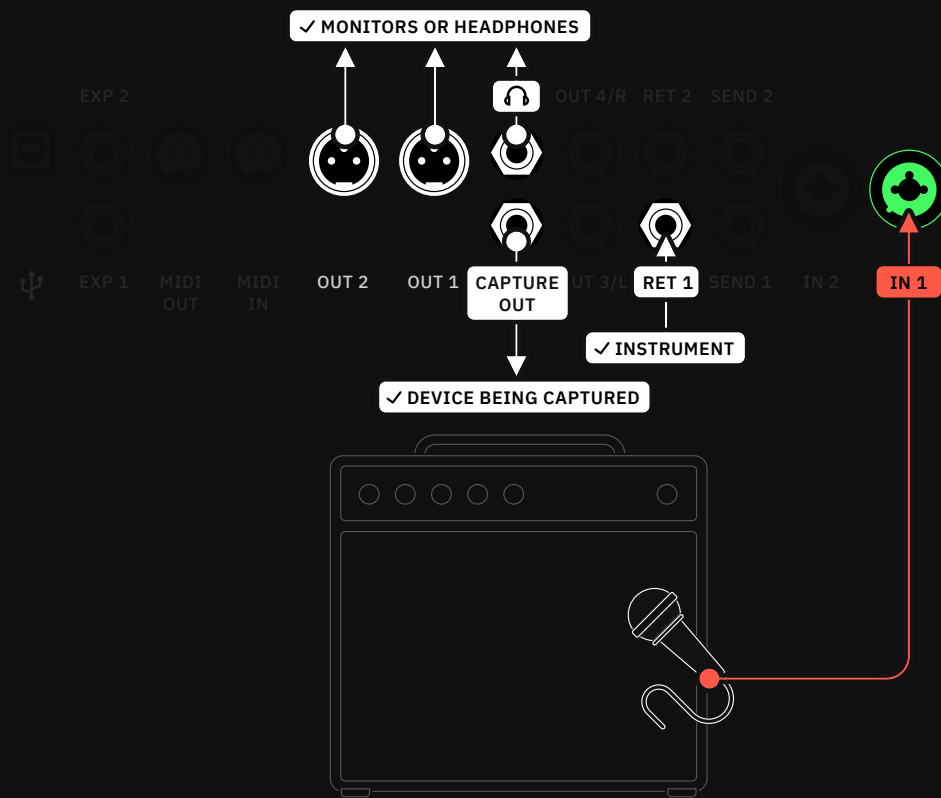 ✓ MONITORS OR HEADPHONES
EXP 2
OUT 4/R
RET 2
SEND 2
EXP 1
MIDI
OUT
MIDI
IN
OUT 2
OUT 1
CAPTURE
OUT
UT 3/L
RET 1
SEND 1
IN 2
IN 1
✓ INSTRUMENT
✓ DEVICE BEING CAPTURED